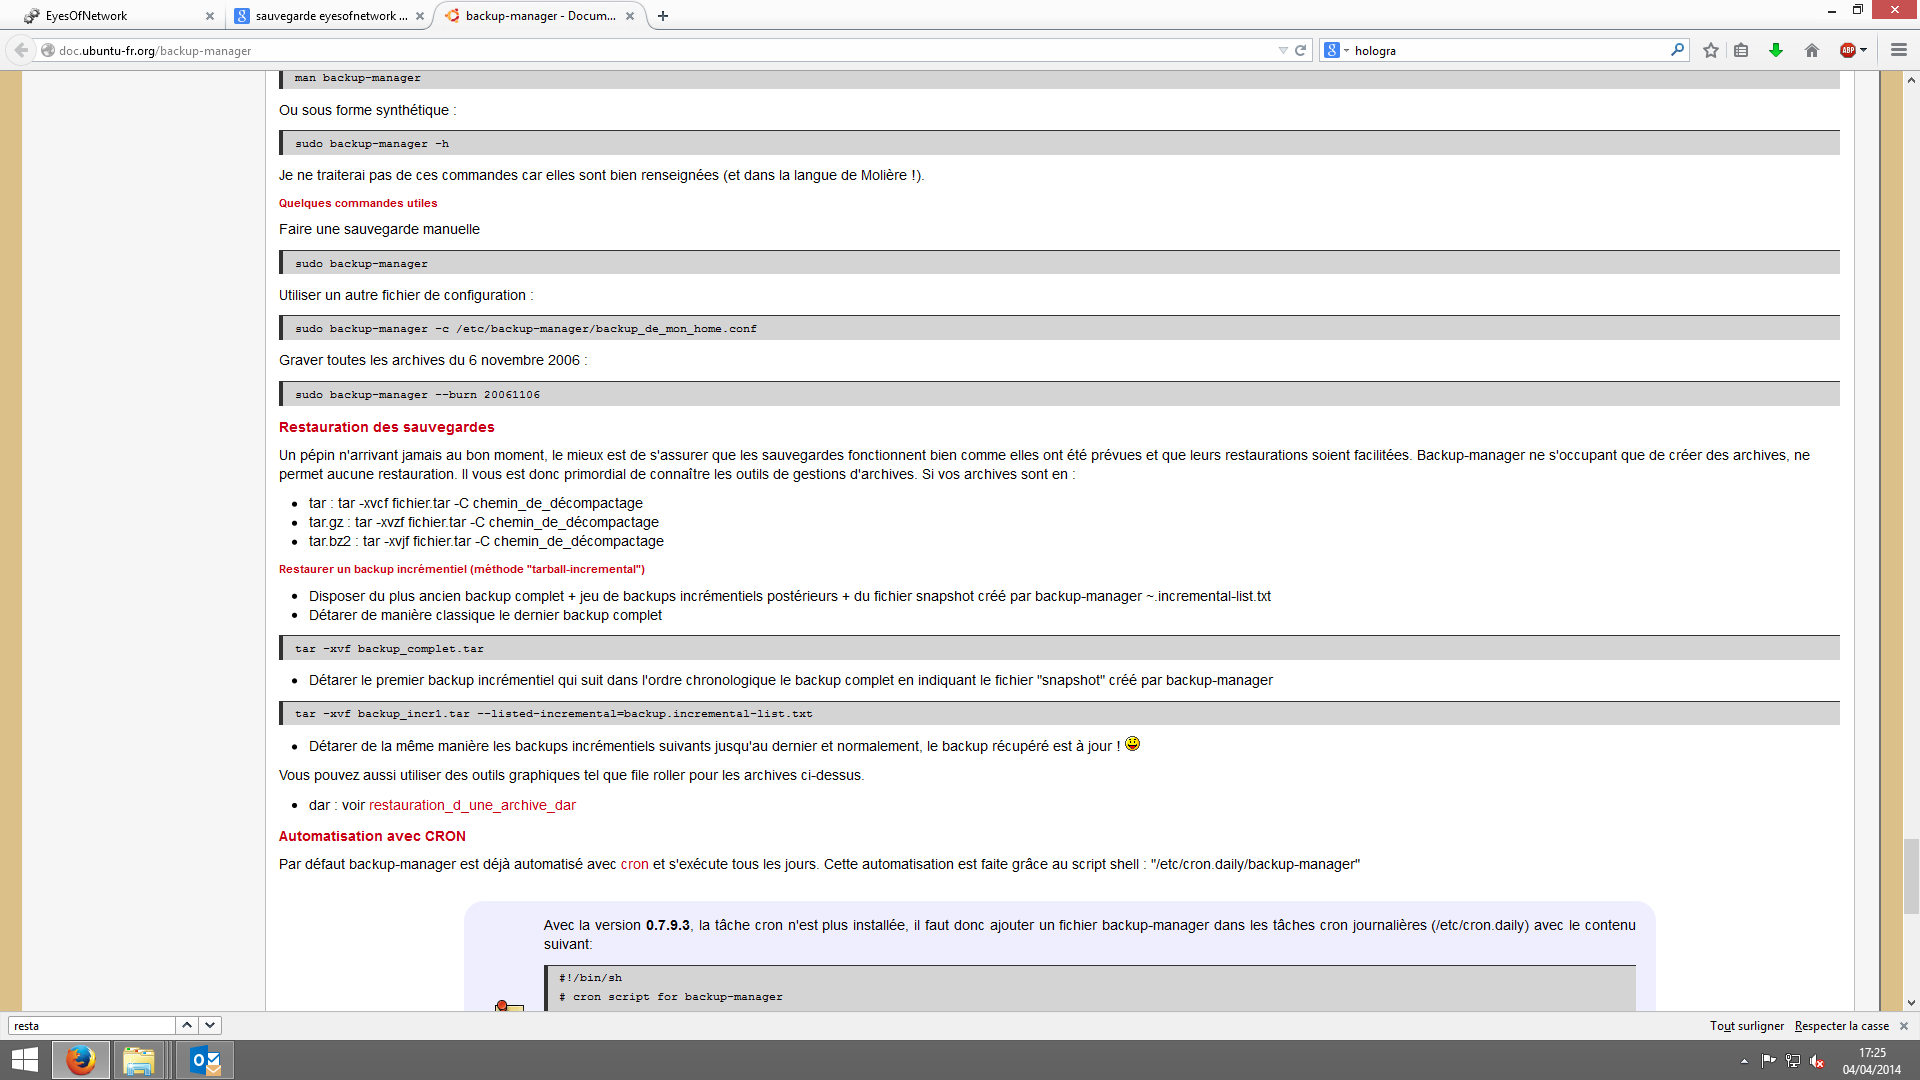 EyesOfNetwork
sauvegarde eyesofnetwork ...
backup-manager - Docum...
doc.ubuntu-fr.org/backup-manager
hologra
man backup-manager
Ou sous forme synthétique :
sudo backup-manager -h
Je ne traiterai pas de ces commandes car elles sont bien renseignées (et dans la langue de Molière !).
Quelques commandes utiles
Faire une sauvegarde manuelle
sudo backup-manager
Utiliser un autre fichier de configuration :
sudo backup-manager -c /etc/backup-manager/backup_de_mon_home.conf
Graver toutes les archives du 6 novembre 2006 :
sudo backup-manager --burn 20061106
Restauration des sauvegardes
Un pépin n'arrivant jamais au bon moment, le mieux est de s'assurer que les sauvegardes fonctionnent bien comme elles ont été prévues et que leurs restaurations soient facilitées. Backup-manager ne s'occupant que de créer des archives, ne
permet aucune restauration. Il vous est donc primordial de connaître les outils de gestions d'archives. Si vos archives sont en :
• tar : tar -xvcf fichier.tar -C chemin_de_décompactage
• tar.gz : tar -xvzf fichier.tar -C chemin_de_décompactage
• tar.bz2 : tar -xvjf fichier.tar -C chemin_de_décompactage
Restaurer un backup incrémentiel (méthode "tarball-incremental")
• Disposer du plus ancien backup complet + jeu de backups incrémentiels postérieurs + du fichier snapshot créé par backup-manager ~.incremental-list.txt
• Détarer de manière classique le dernier backup complet
tar -xvf backup_complet.tar
• Détarer le premier backup incrémentiel qui suit dans l'ordre chronologique le backup complet en indiquant le fichier "snapshot" créé par backup-manager
tar -xvf backup_incr1.tar --listed-incremental=backup.incremental-list.txt
• Détarer de la même manière les backups incrémentiels suivants jusqu'au dernier et normalement, le backup récupéré est à jour !
Vous pouvez aussi utiliser des outils graphiques tel que file roller pour les archives ci-dessus.
• dar : voir restauration_d_une_archive_dar
Automatisation avec CRON
Par défaut backup-manager est déjà automatisé avec cron et s'exécute tous les jours. Cette automatisation est faite grâce au script shell : "/etc/cron.daily/backup-manager"
Avec la version 0.7.9.3, la tâche cron n'est plus installée, il faut donc ajouter un fichier backup-manager dans les tâches cron journalières (/etc/cron.daily) avec le contenu
suivant:
#!/bin/sh
# cron script for backup-manager
resta
Tout surligner
Respecter la casse
17:25
04/04/2014